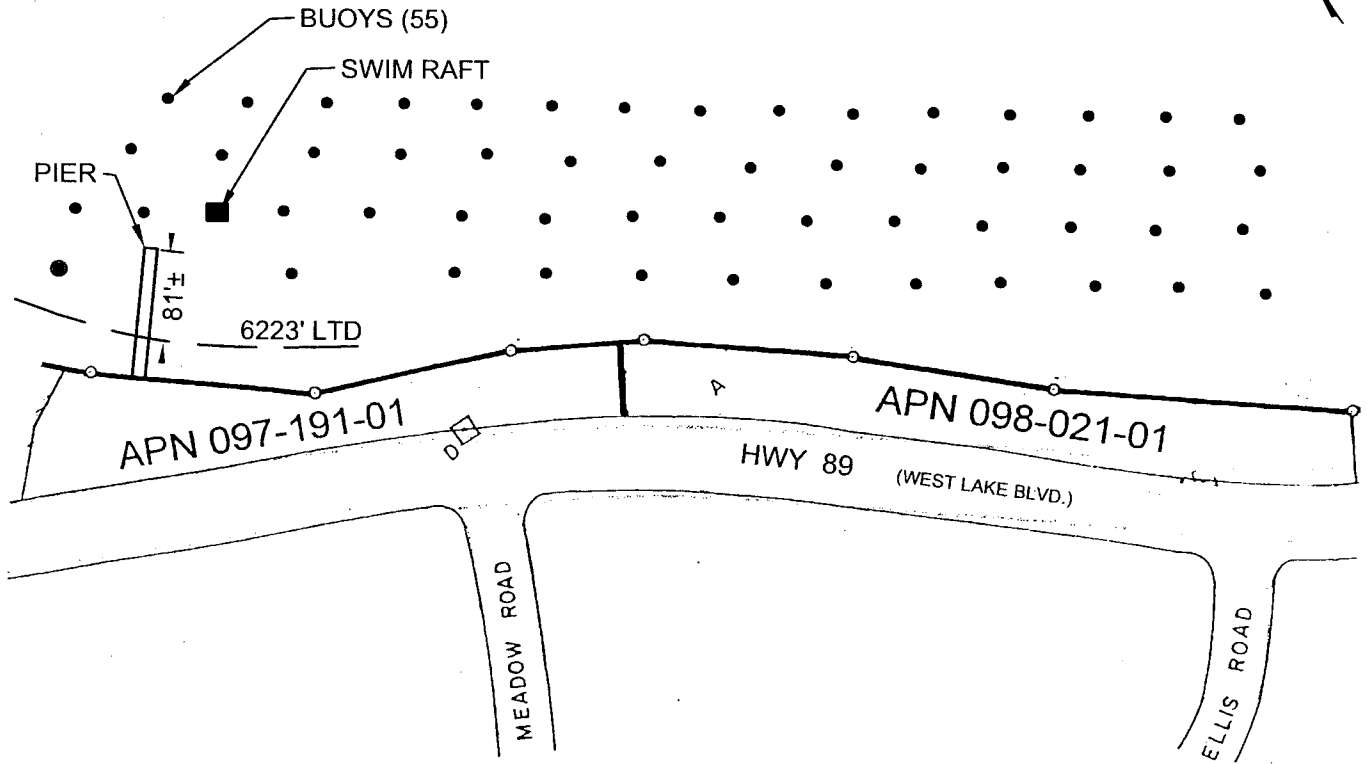 BUOYS (55)
SWIM RAFT
PIER
81'±
6223' LTD
APN 097-191-01
D
A
APN 098-021-01
HWY 89 (WEST LAKE BLVD.)
MEADOW ROAD
ELLIS ROAD